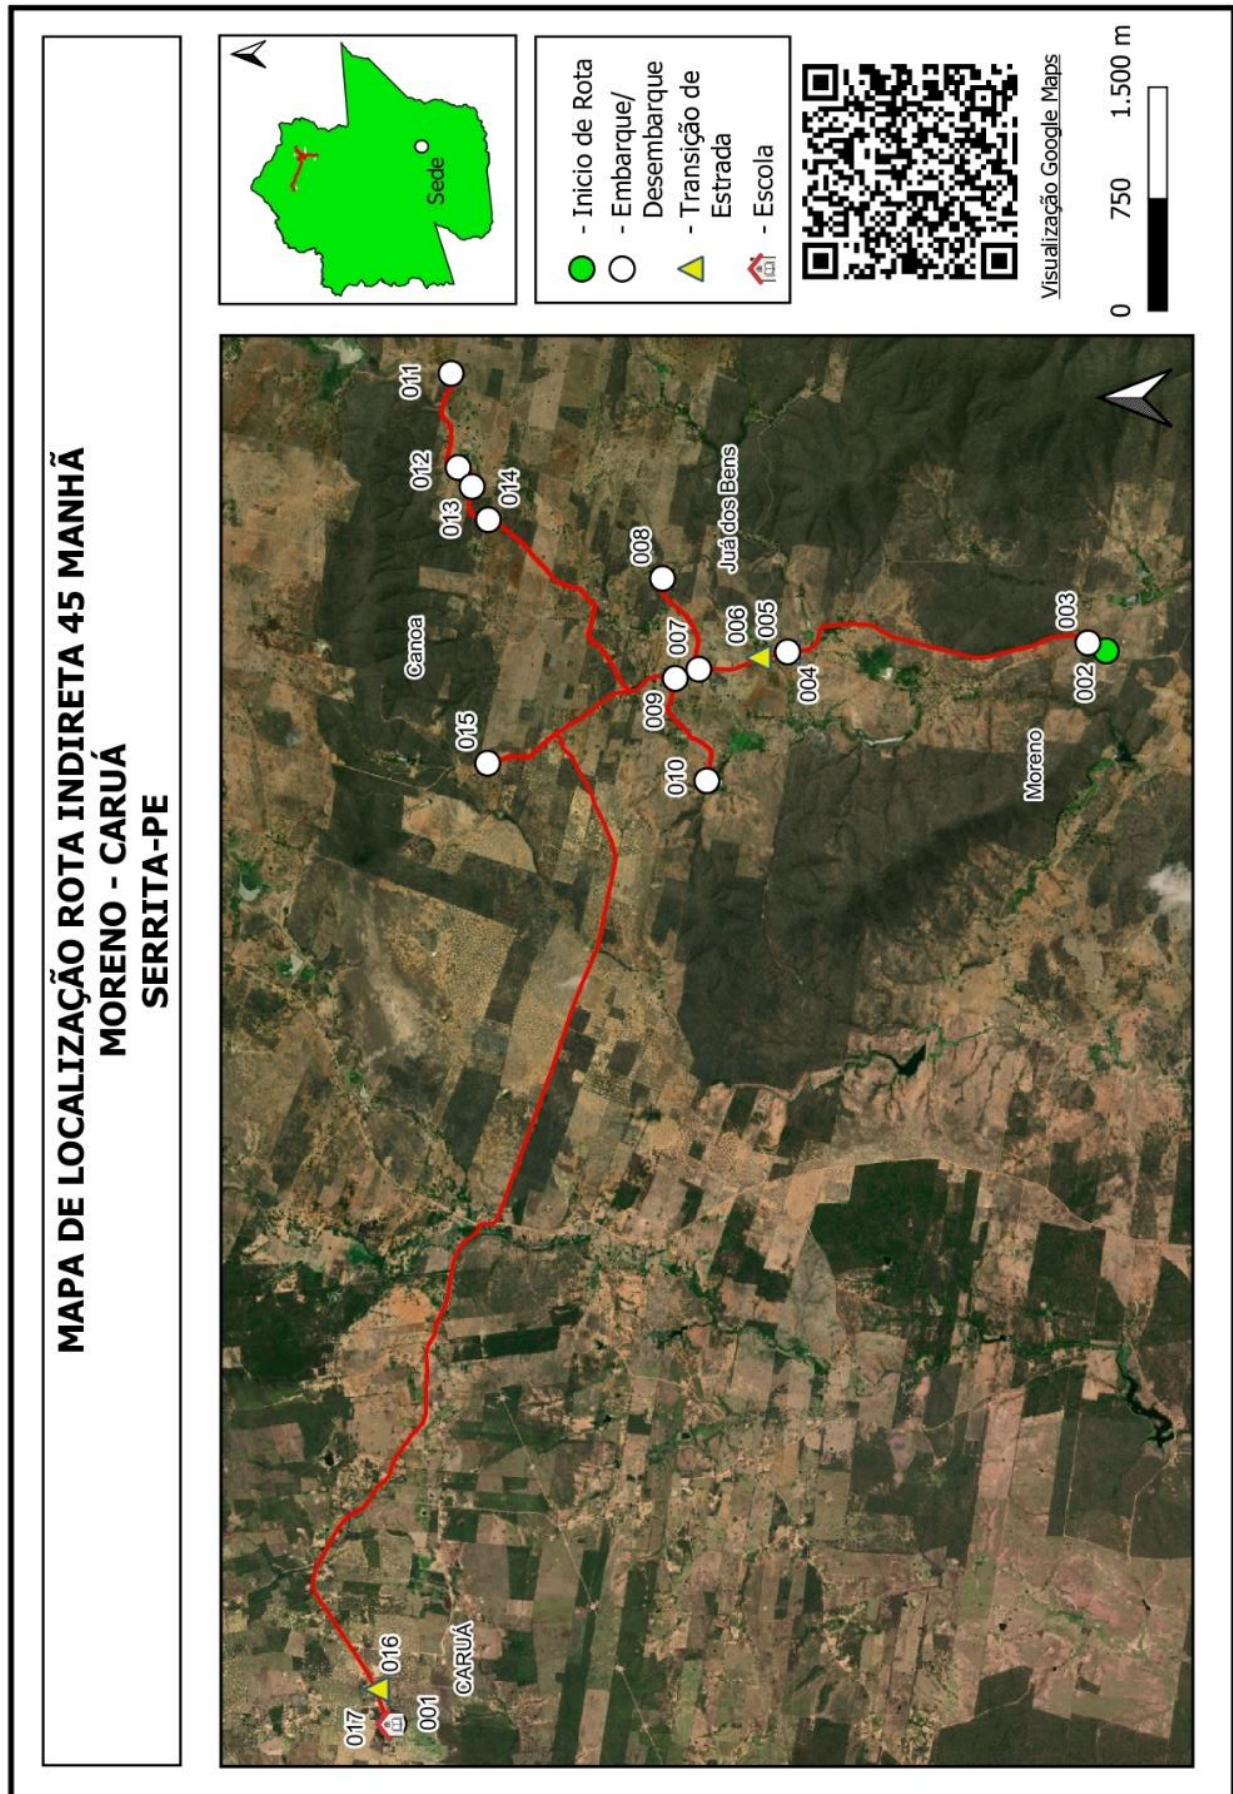 MAPA DE LOCALIZAÇÃO ROTA INDIRETA 45 MANHÃ
MORENO - CARUÁ
SERRITA-PE
Sede
- Inicio de Rota
- Embarque/
Desembarque
- Transição de
Estrada
- Escola
Visualização Google Maps
0 750 1.500 m
011
012
013
014
Canoa
015
008
Juá dos Bens
007
006
005
009
004
010
003
002
Moreno
016
017
001
CARUÁ